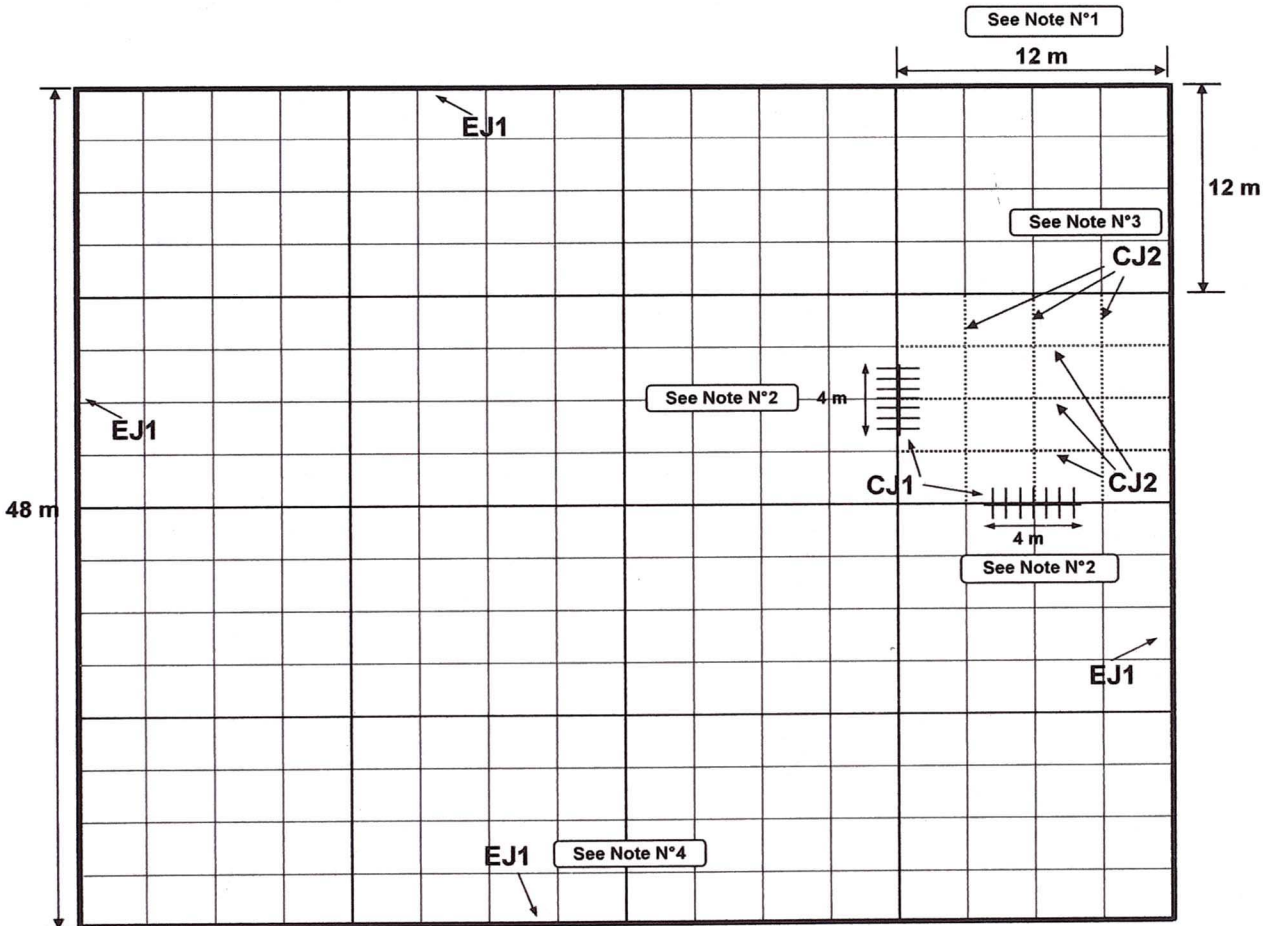 See Note N°1
12 m
EJ1
12 m
See Note N°3
CJ2
See Note N°2
4 m
EJ1
CJ1
CJ2
48 m
4 m
See Note N°2
EJ1
EJ1
See Note N°4